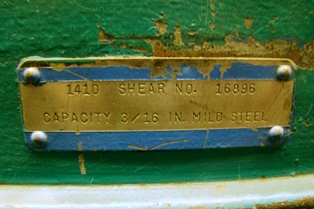 1410 SHEAR NO. 16896
CAPACITY 3/16 IN. MILD STEEL